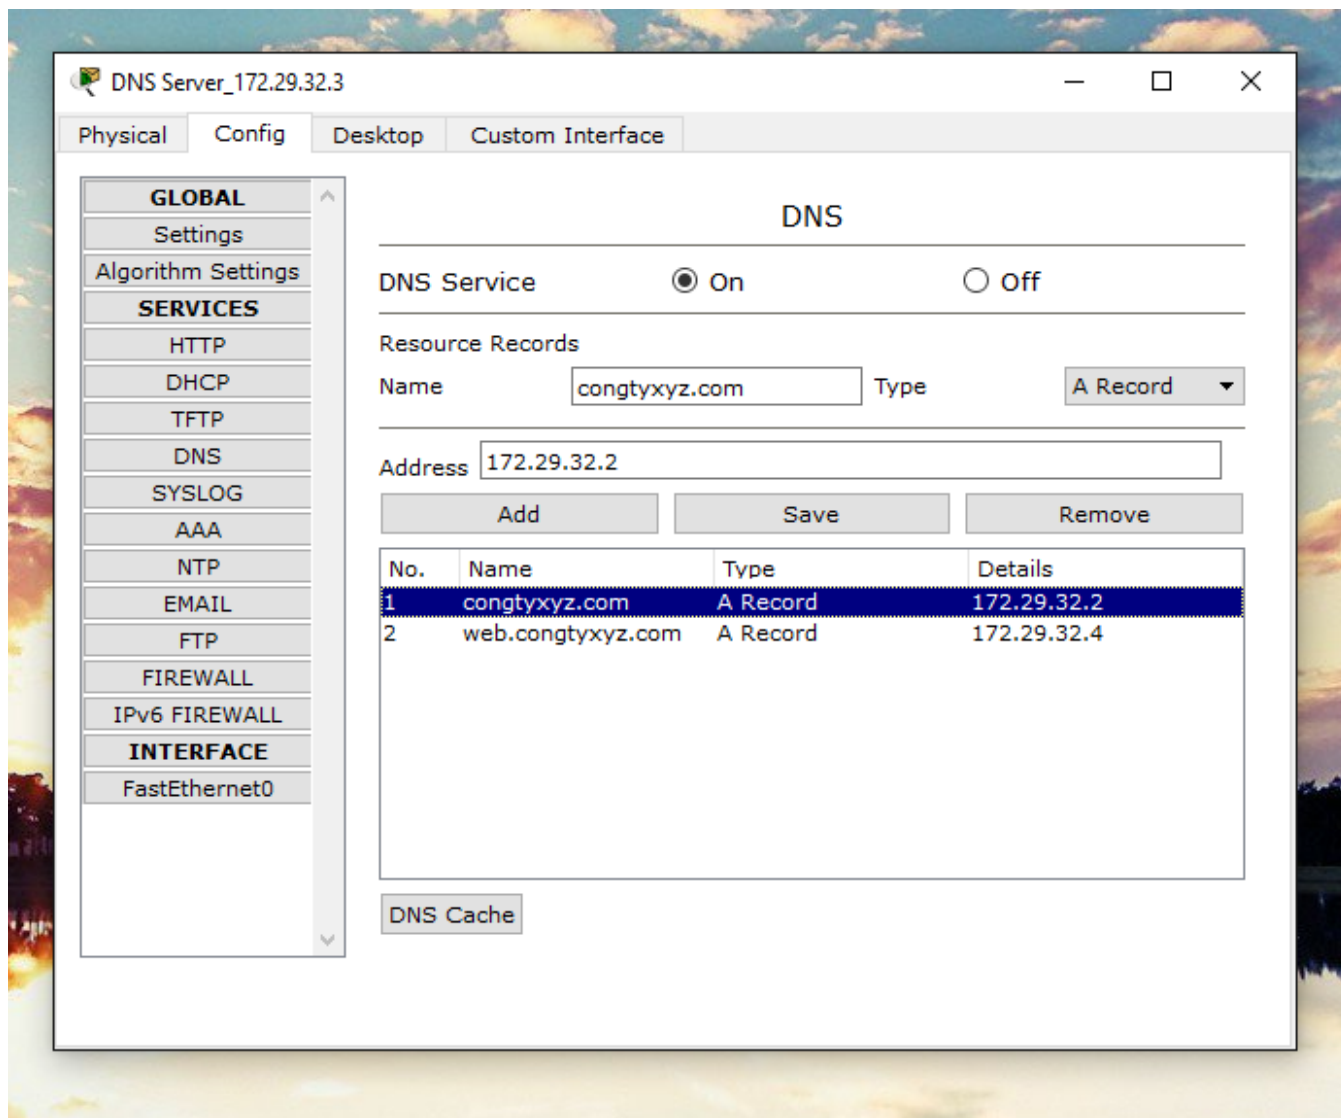 DNS Server_172.29.32.3
Physical Config Desktop Custom Interface
GLOBAL
Settings
Algorithm Settings
SERVICES
HTTP
DHCP
TFTP
DNS
SYSLOG
AAA
NTP
EMAIL
FTP
FIREWALL
IPv6 FIREWALL
INTERFACE
FastEthernet0
DNS
DNS Service On Off
Resource Records
Name congtyxyz.com Type A Record
Address 172.29.32.2
Add Save Remove
No. Name Type Details
1 congtyxyz.com A Record 172.29.32.2
2 web.congtyxyz.com A Record 172.29.32.4
DNS Cache